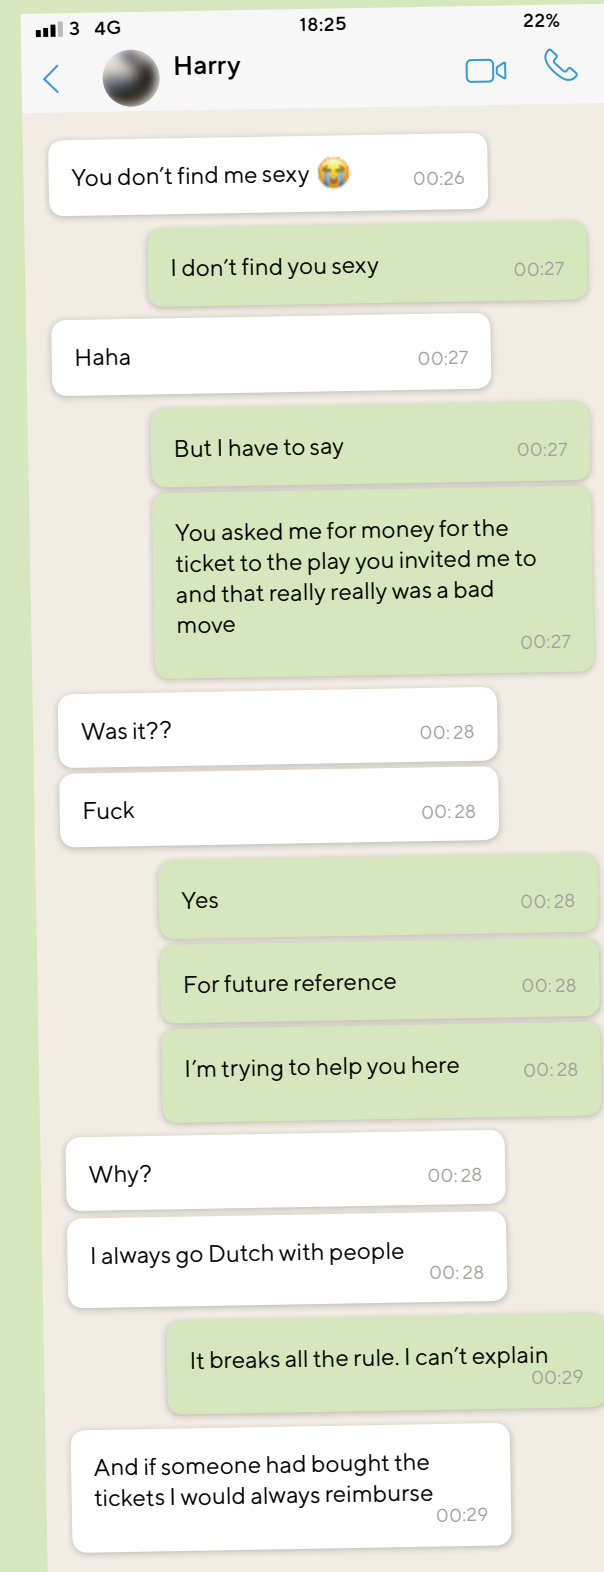 3 4G 18:25 22%
Harry
You don’t find me sexy 😭 00:26
I don’t find you sexy 00:27
Haha 00:27
But I have to say 00:27
You asked me for money for the
ticket to the play you invited me to
and that really really was a bad
move
00:27
Was it?? 00:28
Fuck 00:28
Yes 00:28
For future reference 00:28
I’m trying to help you here 00:28
Why? 00:28
I always go Dutch with people
00:28
It breaks all the rule. I can’t explain
00:29
And if someone had bought the
tickets I would always reimburse
00:29